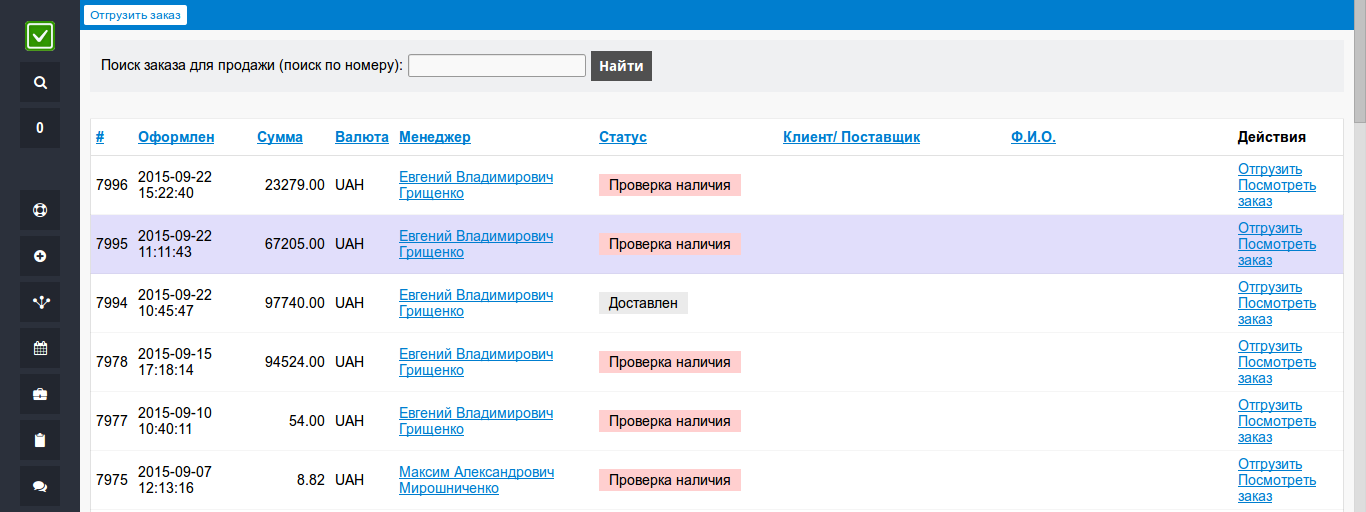 Отгрузить заказ
Поиск заказа для продажи (поиск по номеру): Найти
0
# Оформлен Сумма Валюта Менеджер Статус Клиент/ Поставщик Ф.И.О. Действия
7996 2015-09-22 15:22:40 23279.00 UAH Евгений Владимирович Грищенко Проверка наличия Отгрузить Посмотреть заказ
7995 2015-09-22 11:11:43 67205.00 UAH Евгений Владимирович Грищенко Проверка наличия Отгрузить Посмотреть заказ
7994 2015-09-22 10:45:47 97740.00 UAH Евгений Владимирович Грищенко Доставлен Отгрузить Посмотреть заказ
7978 2015-09-15 17:18:14 94524.00 UAH Евгений Владимирович Грищенко Проверка наличия Отгрузить Посмотреть заказ
7977 2015-09-10 10:40:11 54.00 UAH Евгений Владимирович Грищенко Проверка наличия Отгрузить Посмотреть заказ
7975 2015-09-07 12:13:16 8.82 UAH Максим Александрович Мирошниченко Проверка наличия Отгрузить Посмотреть заказ